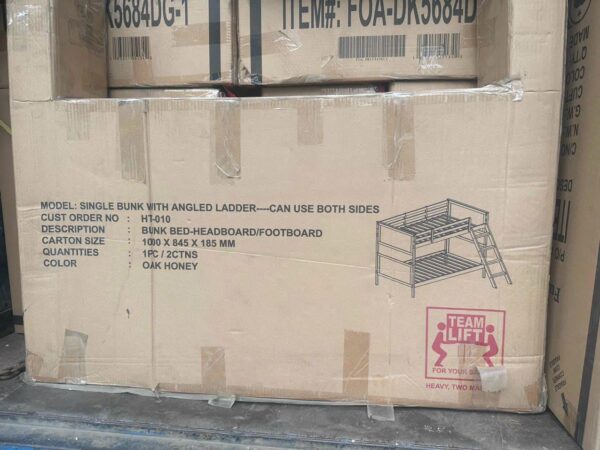 K5684DG-1
ITEM#: FOA-DK5684D
MODEL: SINGLE BUNK WITH ANGLED LADDER----CAN USE BOTH SIDES
CUST ORDER NO : HT-010
DESCRIPTION : BUNK BED-HEADBOARD/FOOTBOARD
CARTON SIZE : 1000 X 845 X 185 MM
QUANTITIES : 1PC / 2CTNS
COLOR : OAK HONEY
TEAM
LIFT
FOR YOUR
HEAVY, TWO